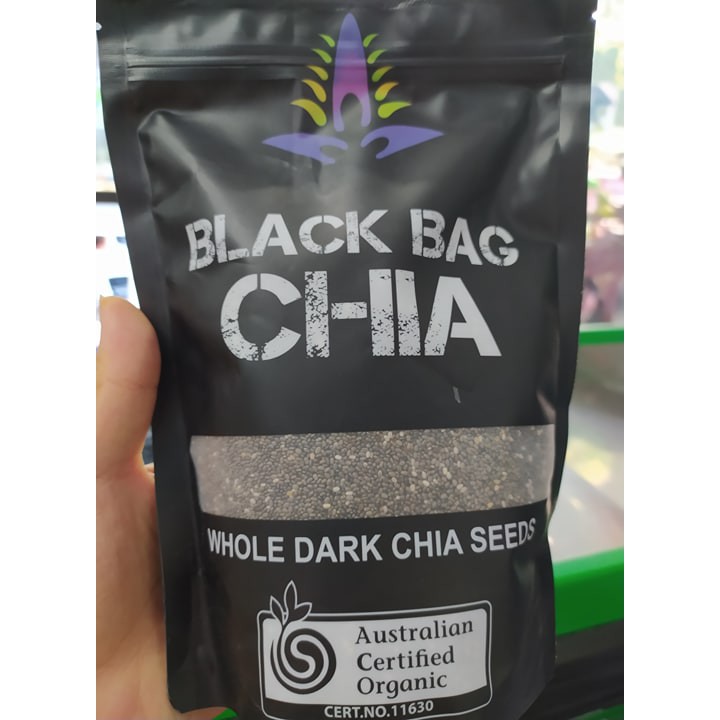 BLACK BAG
CHIA
WHOLE DARK CHIA SEEDS
Australian
Certified
Organic
CERT.NO.11630